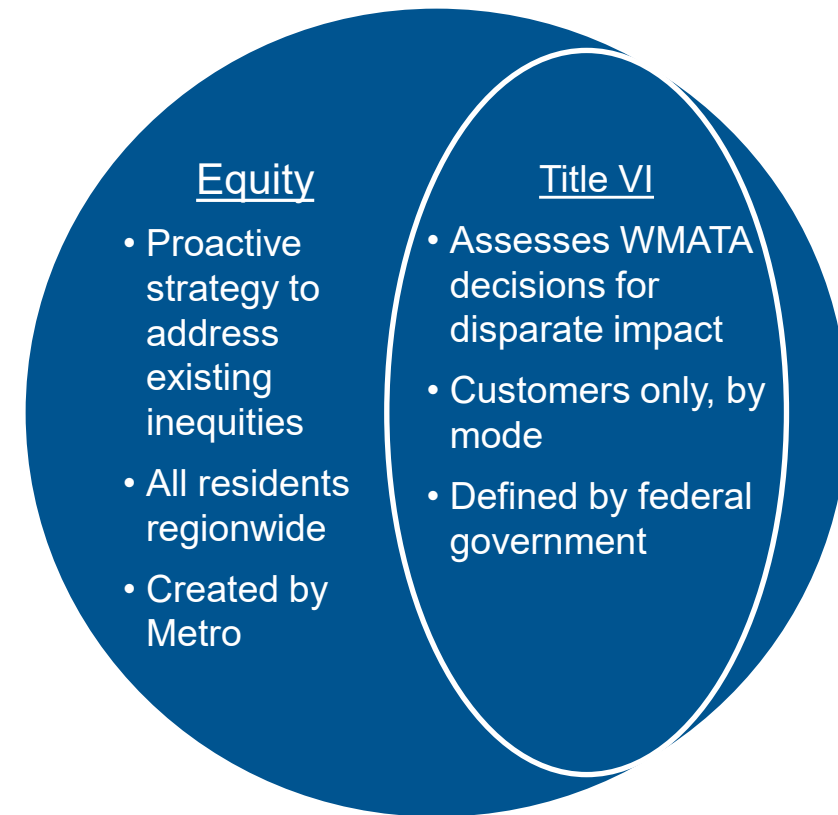 Equity
• Proactive
strategy to
address
existing
inequities
• All residents
regionwide
• Created by
Metro
Title VI
• Assesses WMATA
decisions for
disparate impact
• Customers only, by
mode
• Defined by federal
government